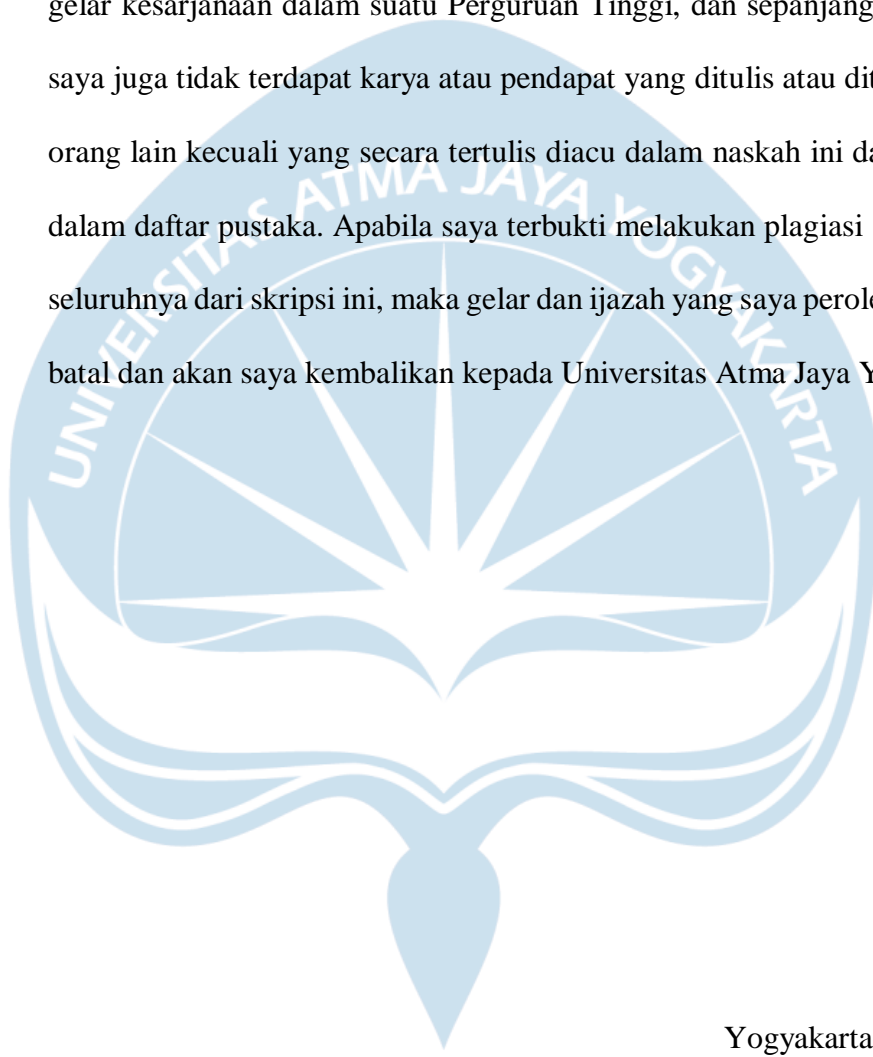 gelar kesarjanaan dalam suatu Perguruan Tinggi, dan sepanjang
saya juga tidak terdapat karya atau pendapat yang ditulis atau dit
orang lain kecuali yang secara tertulis diacu dalam naskah ini da
dalam daftar pustaka. Apabila saya terbukti melakukan plagiasi
seluruhnya dari skripsi ini, maka gelar dan ijazah yang saya perole
batal dan akan saya kembalikan kepada Universitas Atma Jaya Y
UNIVERSITAS ATMA JAYA YOGYAKARTA
Yogyakarta